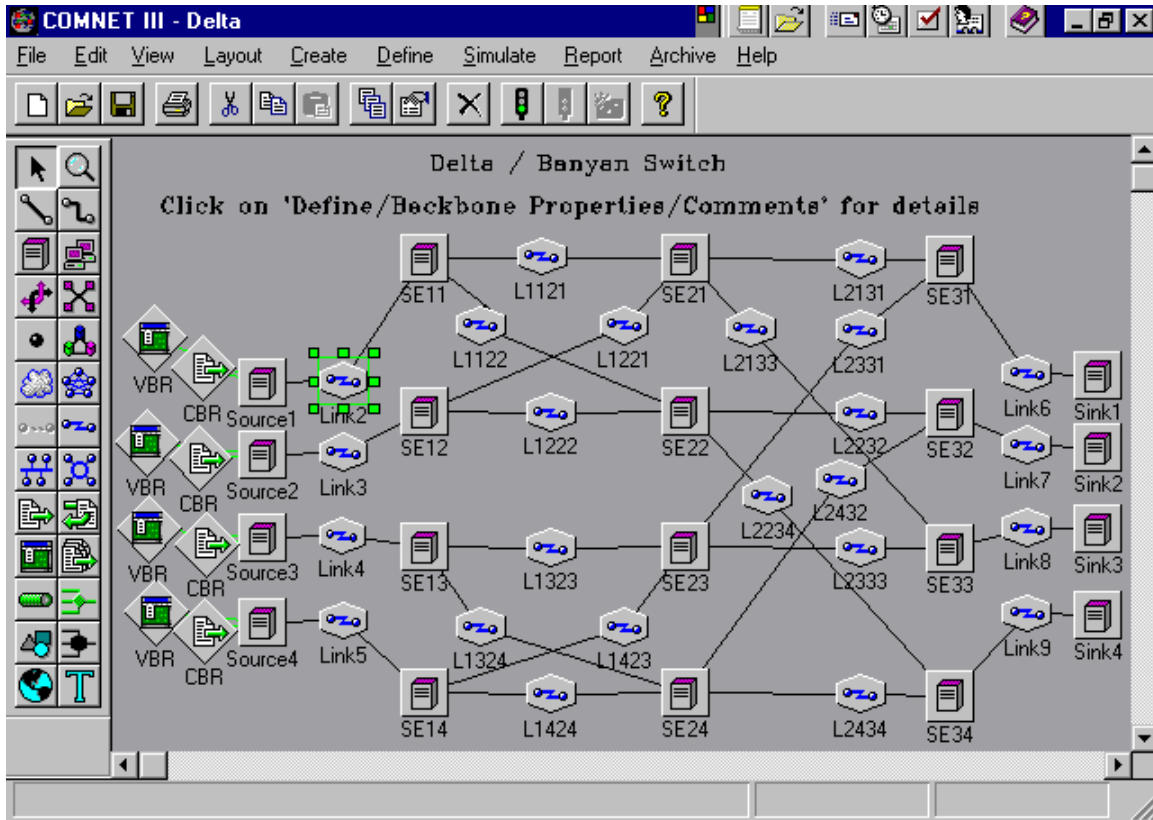 COMNET III - Delta
File Edit View Layout Create Define Simulate Report Archive Help
Delta / Banyan Switch
Click on 'Define/Backbone Properties/Comments' for details
SE11 L1121 SE21 L2131 SE31
L1122 L1221 L2133 L2331
VBR CBR Source1 Link2 Link6 Sink1
SE12 L1222 SE22 L2232 SE32
VBR CBR Source2 Link3 Link7 Sink2
L2234 L2432
VBR CBR Source3 Link4 SE13 L1323 SE23 L2333 SE33 Link8 Sink3
VBR CBR Source4 Link5 L1324 L1423 Link9 Sink4
SE14 L1424 SE24 L2434 SE34